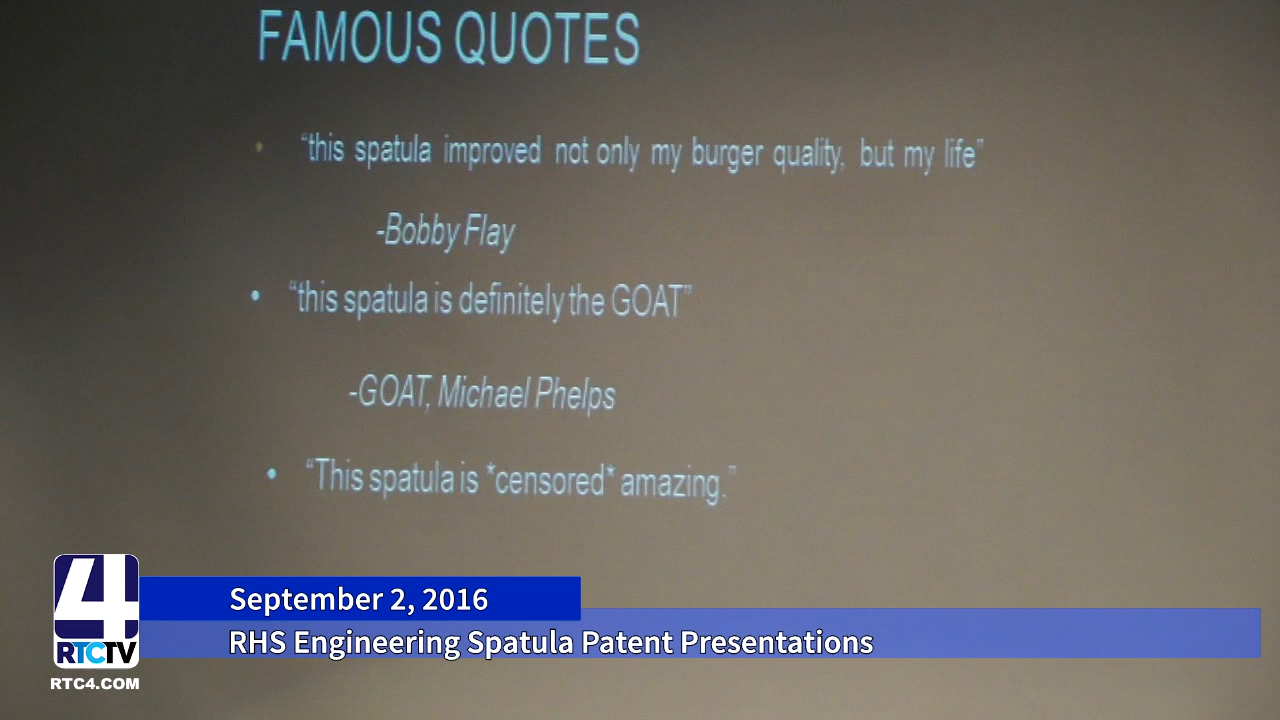 FAMOUS QUOTES
• “this spatula improved not only my burger quality, but my life”
-Bobby Flay
• “this spatula is definitely the GOAT”
-GOAT, Michael Phelps
• “This spatula is *censored* amazing.”
4
RTCTV
RTC4.COM
September 2, 2016
RHS Engineering Spatula Patent Presentations